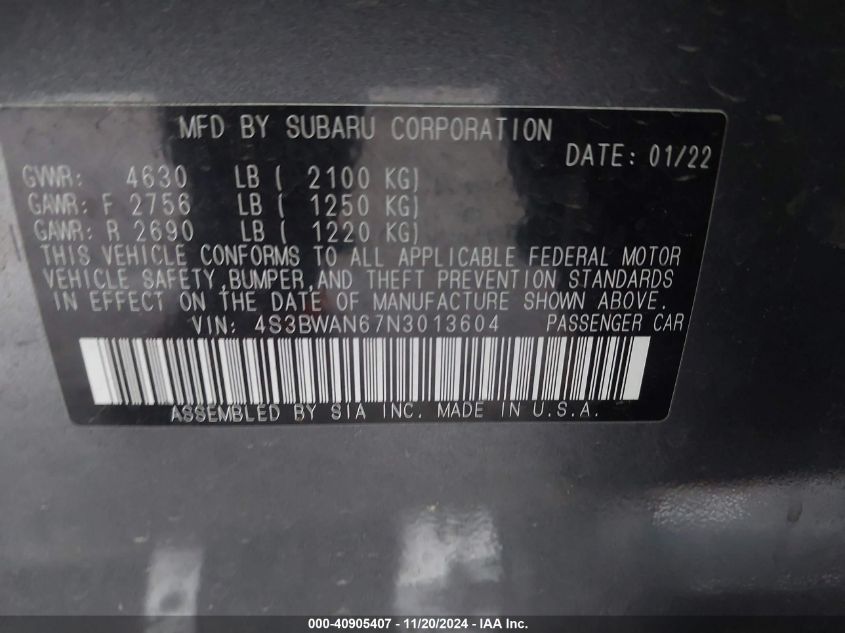 MFD BY SUBARU CORPORATION
DATE: 01/22
GVWR: 4630 LB ( 2100 KG)
GAWR: F 2756 LB ( 1250 KG)
GAWR: R 2690 LB ( 1220 KG)
THIS VEHICLE CONFORMS TO ALL APPLICABLE FEDERAL MOTOR
VEHICLE SAFETY,BUMPER,AND THEFT PREVENTION STANDARDS
IN EFFECT ON THE DATE OF MANUFACTURE SHOWN ABOVE.
VIN: 4S3BWAN67N3013604 PASSENGER CAR
ASSEMBLED BY SIA INC. MADE IN U.S.A.
000-40905407 - 11/20/2024 - IAA Inc.